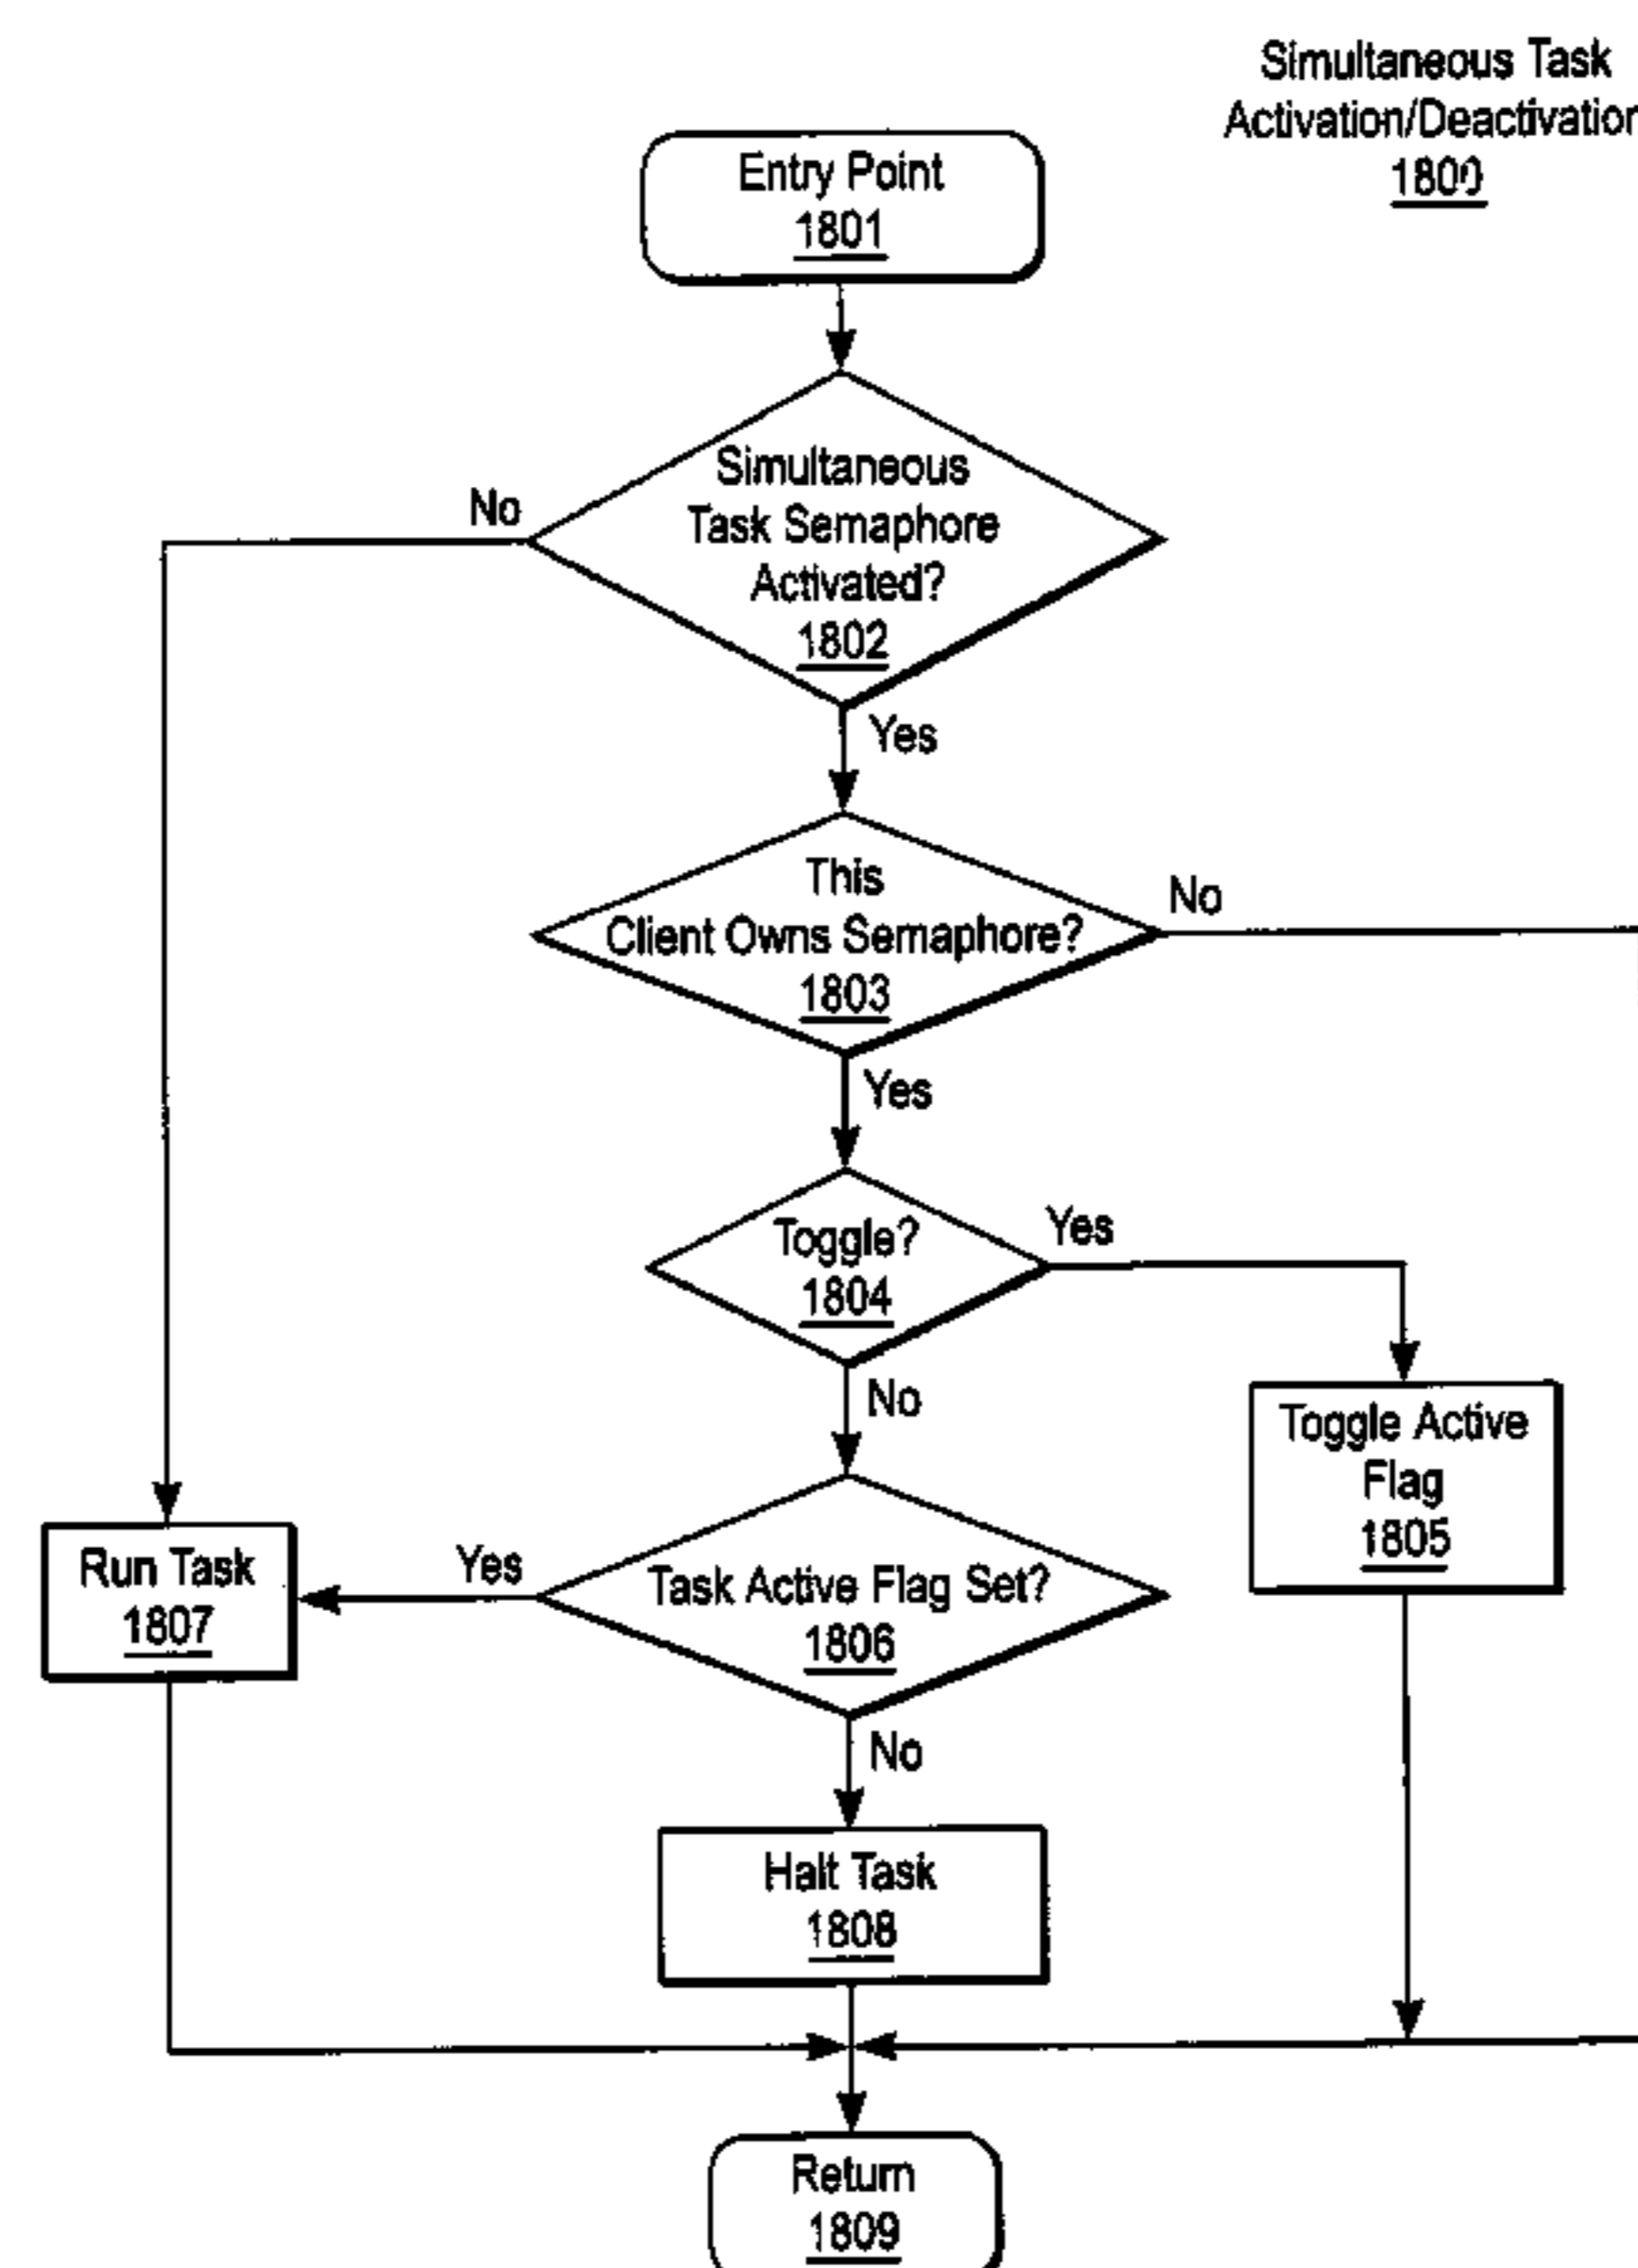 Simultaneous Task
Activation/Deactivation
1800
Entry Point
1801
Simultaneous
Task Semaphore
Activated?
1802
No
Yes
This
Client Owns Semaphore?
1803
No
Yes
Toggle?
1804
Yes
No
Toggle Active
Flag
1805
Task Active Flag Set?
1806
Yes
Run Task
1807
No
Halt Task
1808
Return
1809